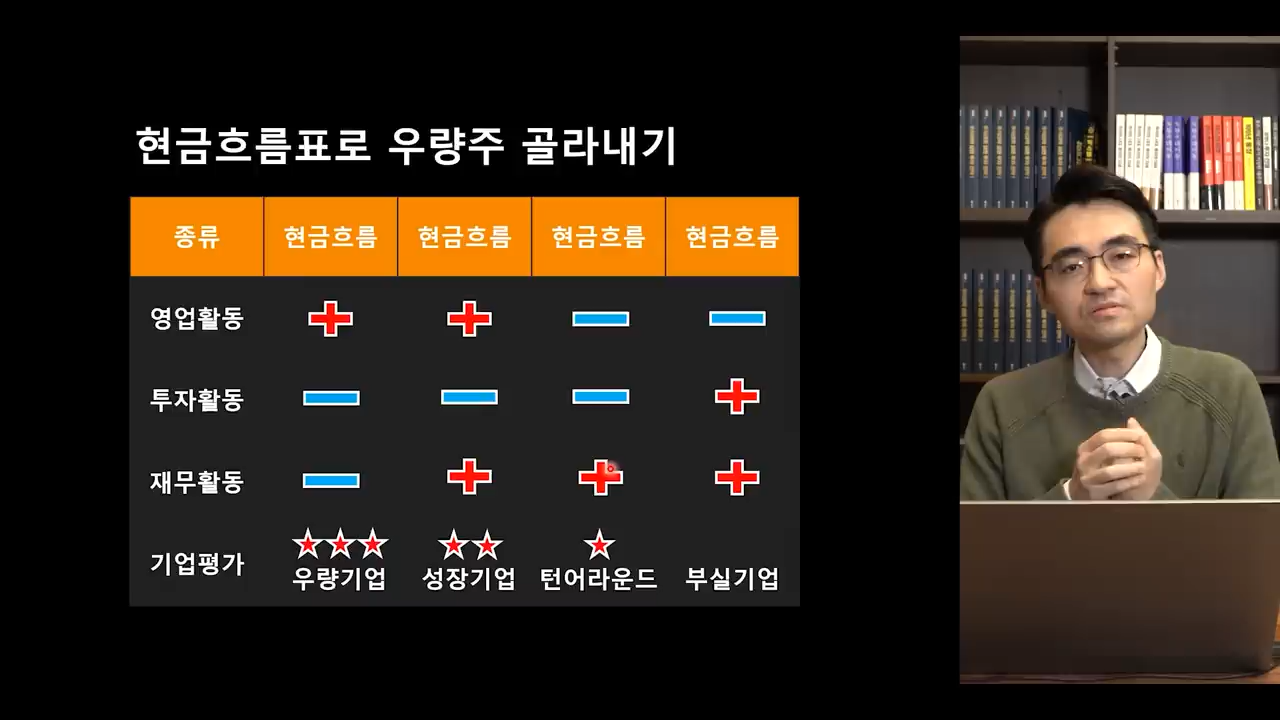 현금흐름표로 우량주 골라내기
종류 현금흐름 현금흐름 현금흐름 현금흐름
영업활동
투자활동
재무활동
기업평가 우량기업 성장기업 턴어라운드 부실기업